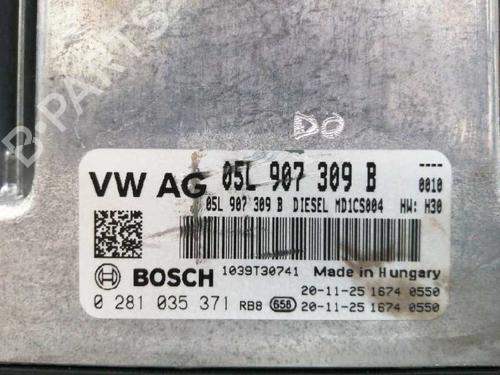 B-PARTS
DO
VW AG 05L 907 309 B ----
0010
05L 907 309 B DIESEL MD1CS004 HW: H30
BOSCH 1039T30741 Made in Hungary
20-11-25 1674 0550
0 281 035 371 RB8 658 20-11-25 1674 0550